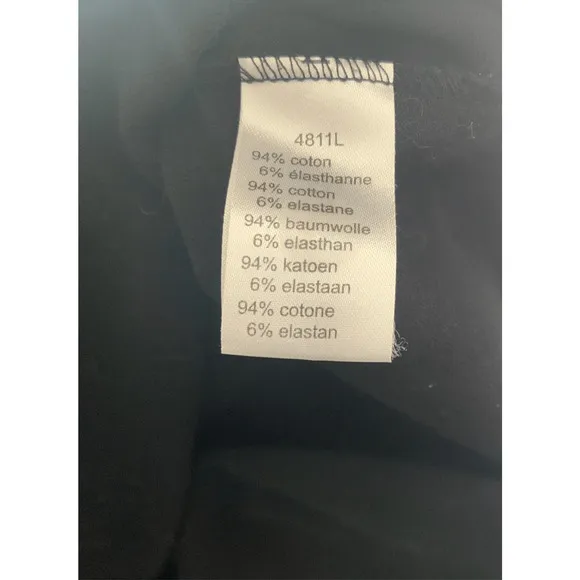 4811L
94% coton
6% élasthanne
94% cotton
6% elastane
94% baumwolle
6% elasthan
94% katoen
6% elastaan
94% cotone
6% elastan